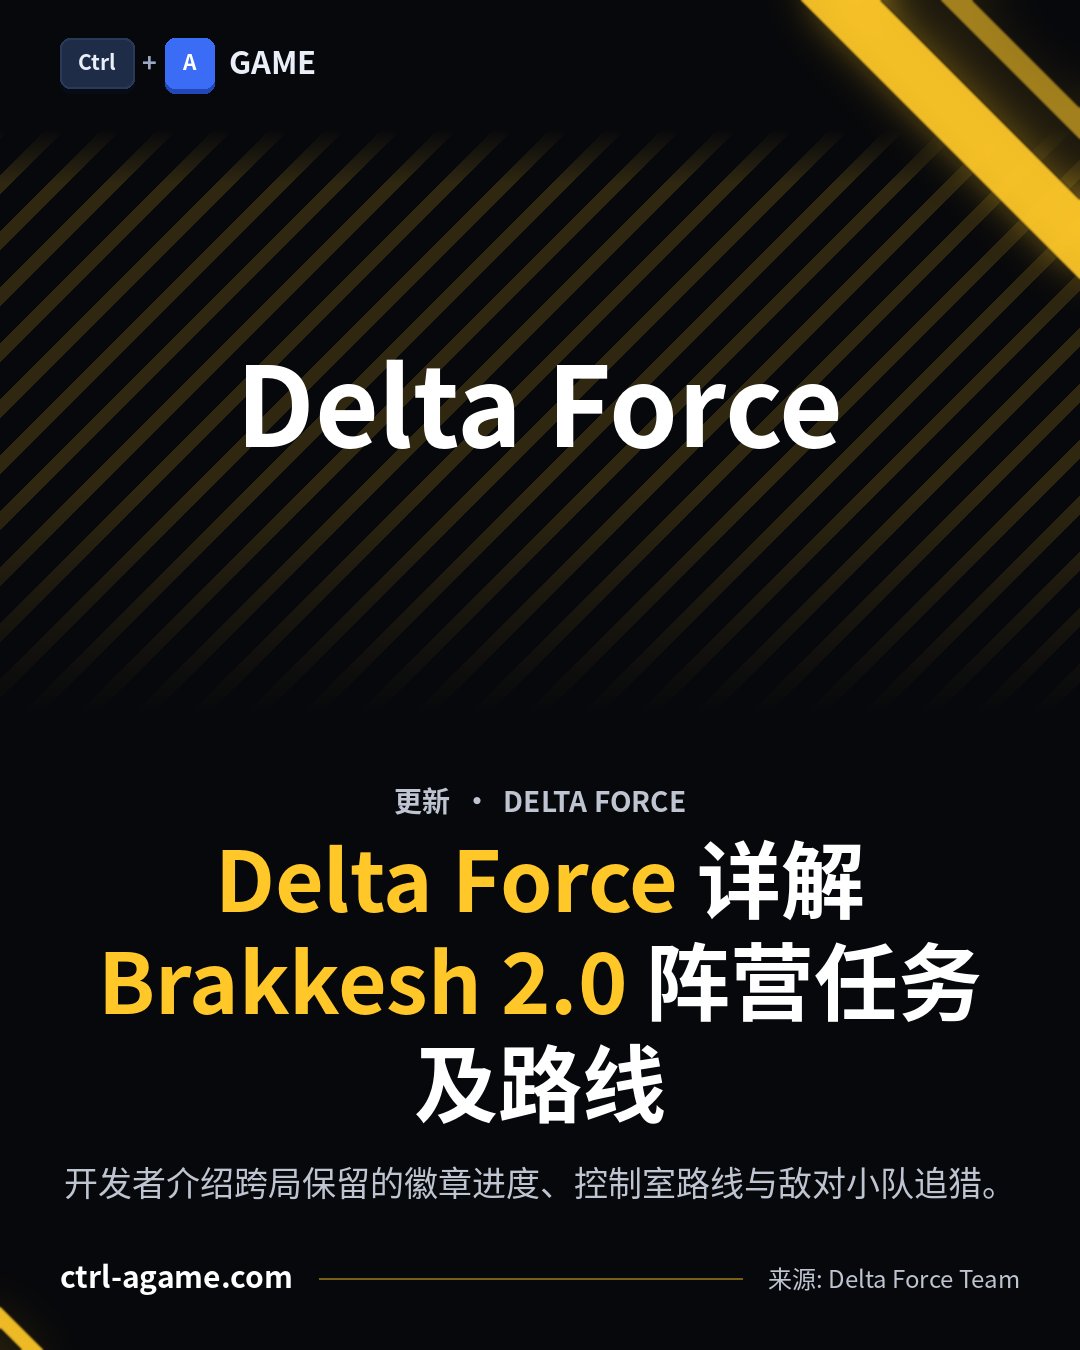 Ctrl + A GAME
Delta Force
更新 • DELTA FORCE
Delta Force 详解
Brakkesh 2.0 阵营任务
及路线
开发者介绍跨局保留的徽章进度、控制室路线与敌对小队追猎。
ctrl-agame.com
来源: Delta Force Team